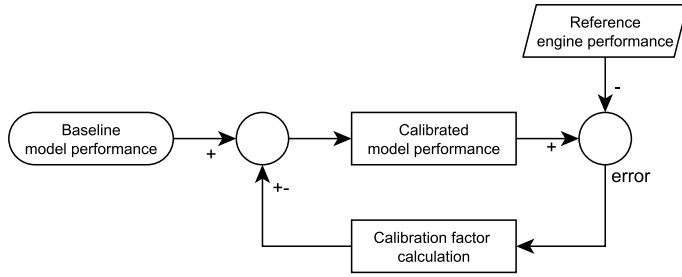 Reference
engine performance
-
Baseline
model performance
+
Calibrated
model performance
+
error
+-
Calibration factor
calculation